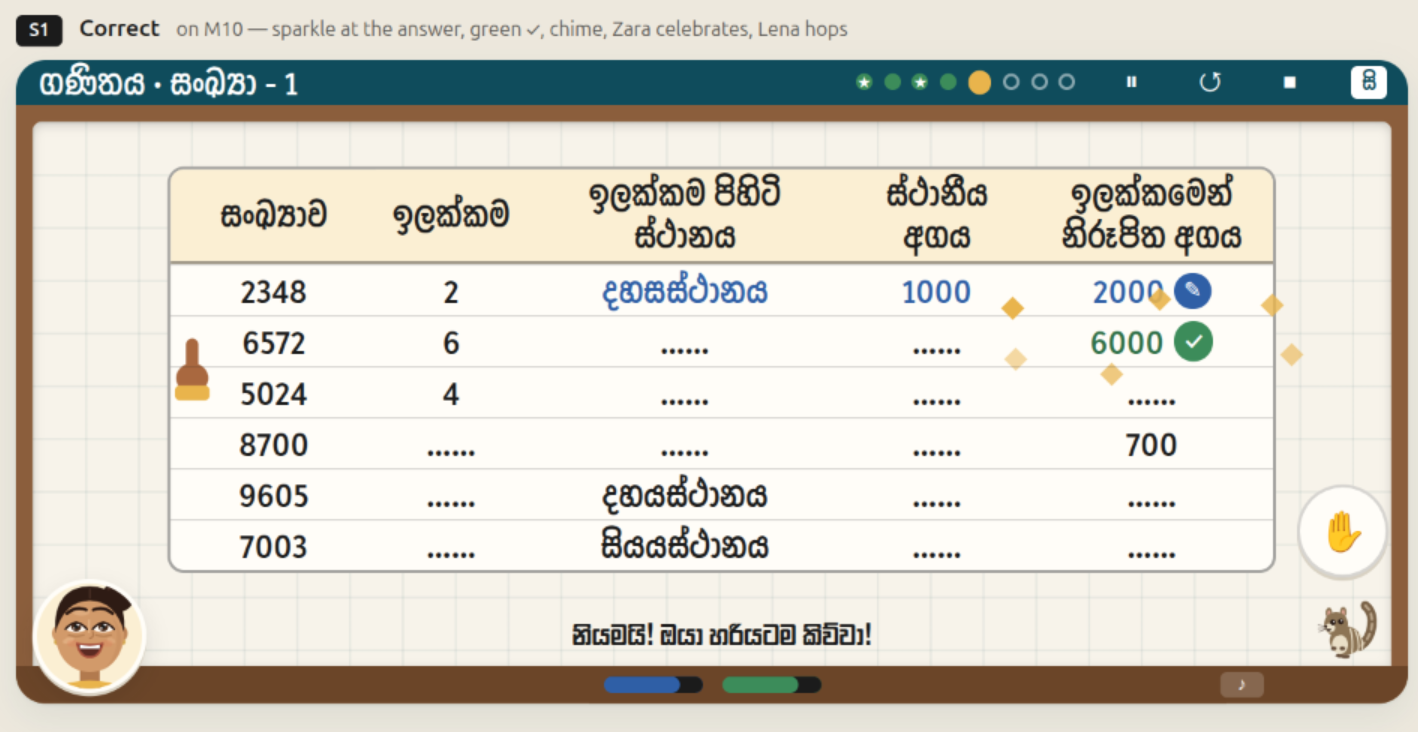 S1 Correct on M10 — sparkle at the answer, green ✓, chime, Zara celebrates, Lena hops
ගණිතය · සංඛ්‍යා - 1
සි
සංඛ්‍යාව ඉලක්කම ඉලක්කම පිහිටි ස්ථානය ස්ථානීය අගය ඉලක්කමෙන් නිරූපිත අගය
2348 2 දහසස්ථානය 1000 2000
6572 6 ...... ...... 6000
5024 4 ...... ...... ......
8700 ...... ...... ...... 700
9605 ...... දහයස්ථානය ...... ......
7003 ...... සියයස්ථානය ...... ......
නියමයි! ඔයා හරියටම කිව්වා!